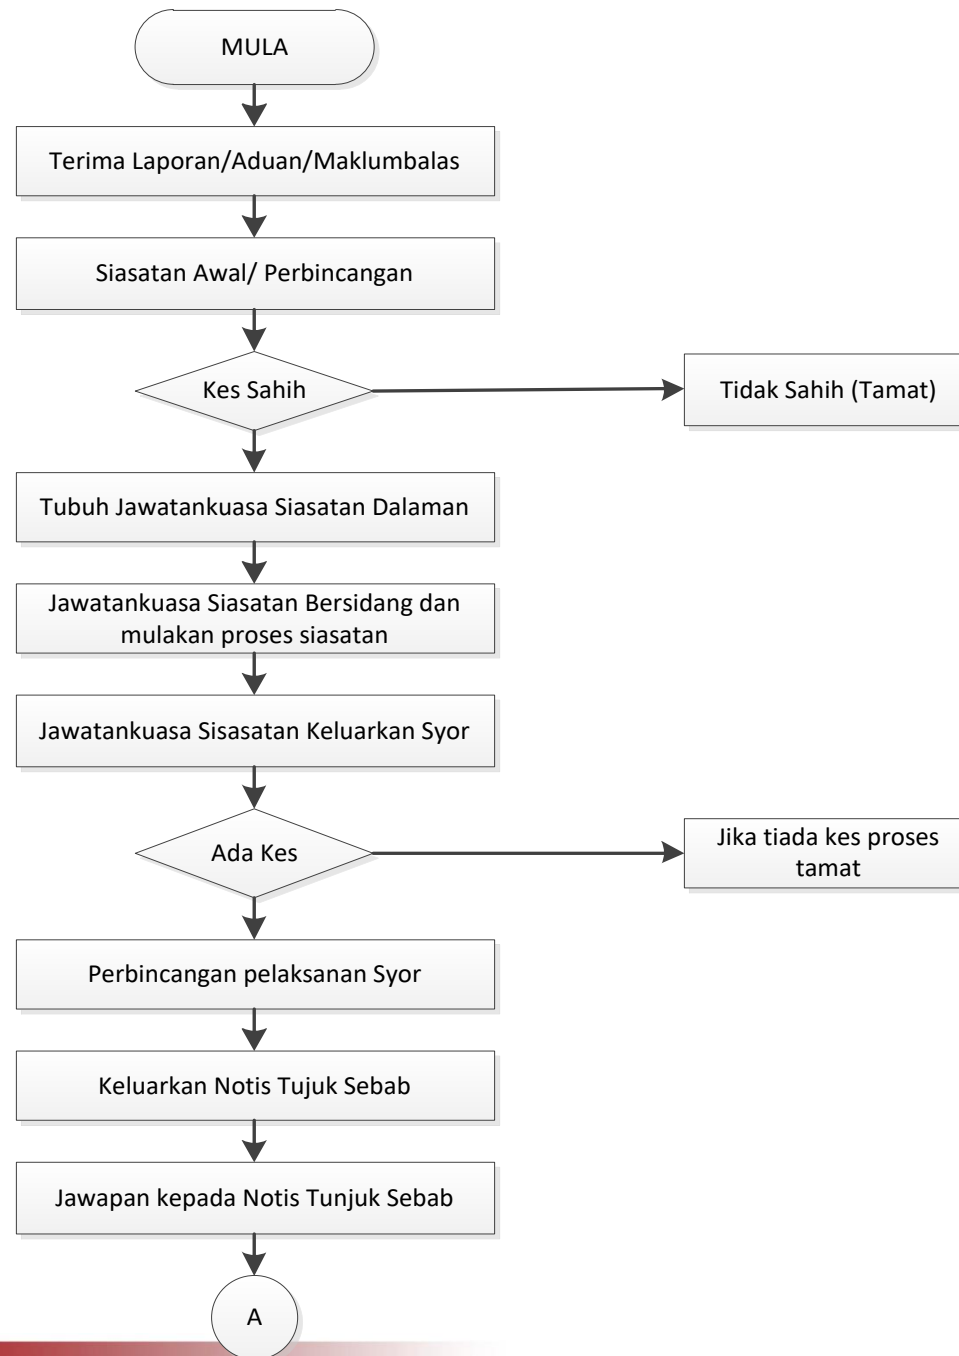 MULA
Terima Laporan/Aduan/Maklumbalas
Siasatan Awal/ Perbincangan
Kes Sahih
Tidak Sahih (Tamat)
Tubuh Jawatankuasa Siasatan Dalaman
Jawatankuasa Siasatan Bersidang dan
mulakan proses siasatan
Jawatankuasa Sisasatan Keluarkan Syor
Ada Kes
Jika tiada kes proses
tamat
Perbincangan pelaksanan Syor
Keluarkan Notis Tujuk Sebab
Jawapan kepada Notis Tunjuk Sebab
A